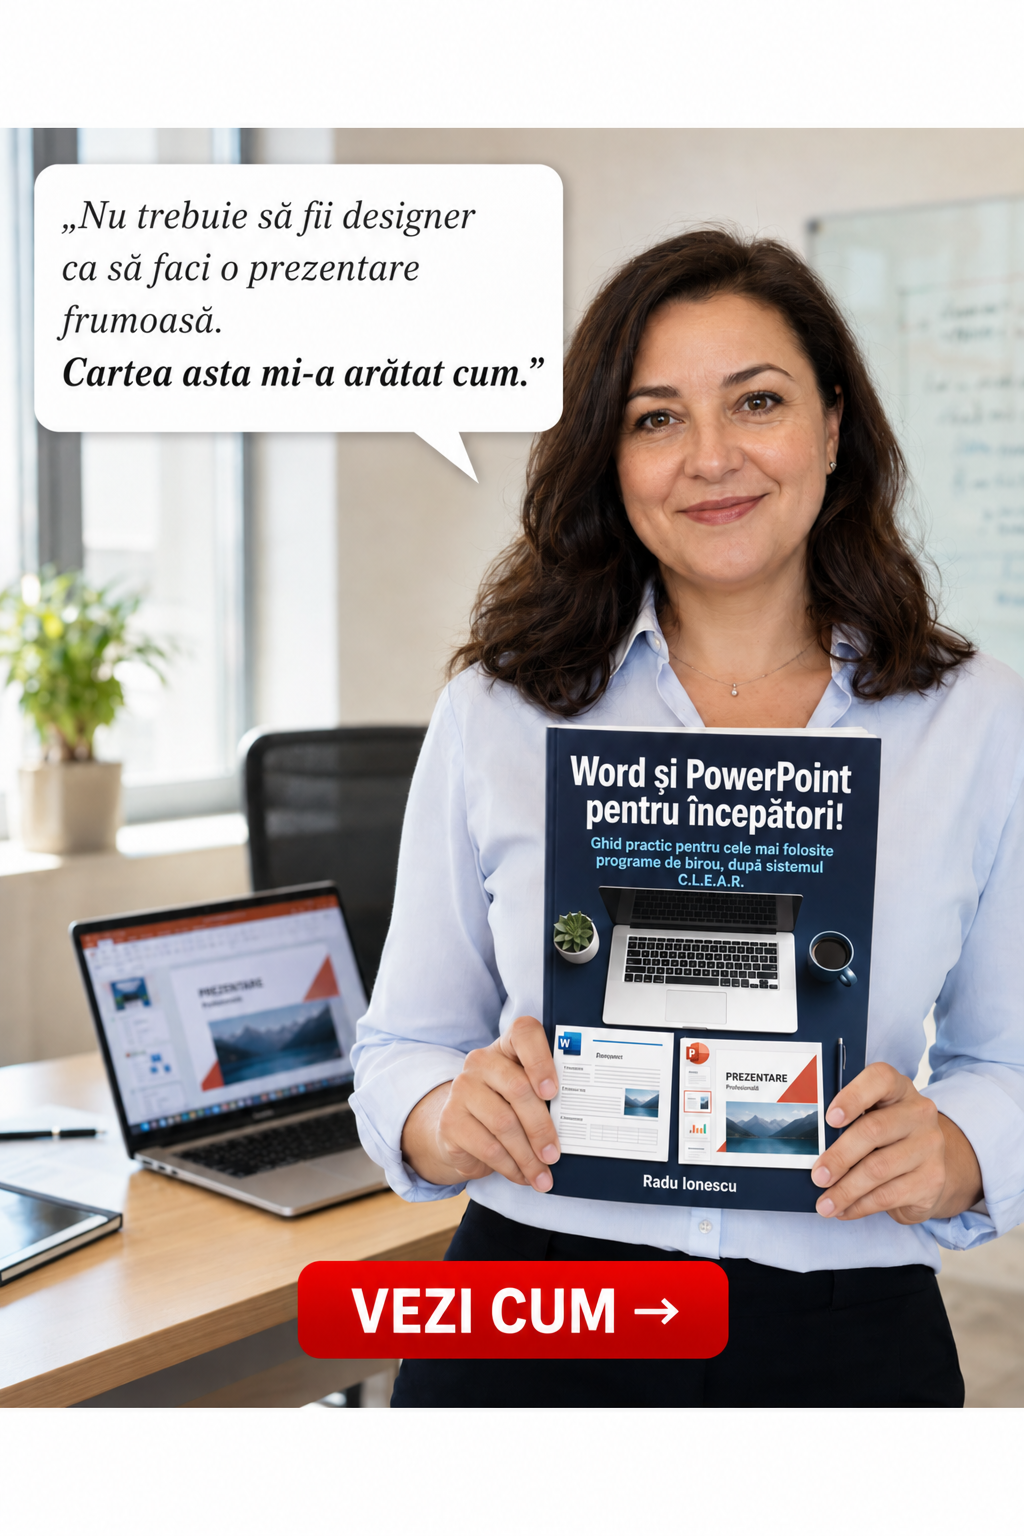 „Nu trebuie să fii designer
ca să faci o prezentare
frumoasă.
Cartea asta mi-a arătat cum.”
Word și PowerPoint
pentru începători!
Ghid practic pentru cele mai folosite
programe de birou, după sistemul
C.L.E.A.R.
W
P
PREZENTARE
Profesională
PREZENTARE
Radu Ionescu
VEZI CUM →